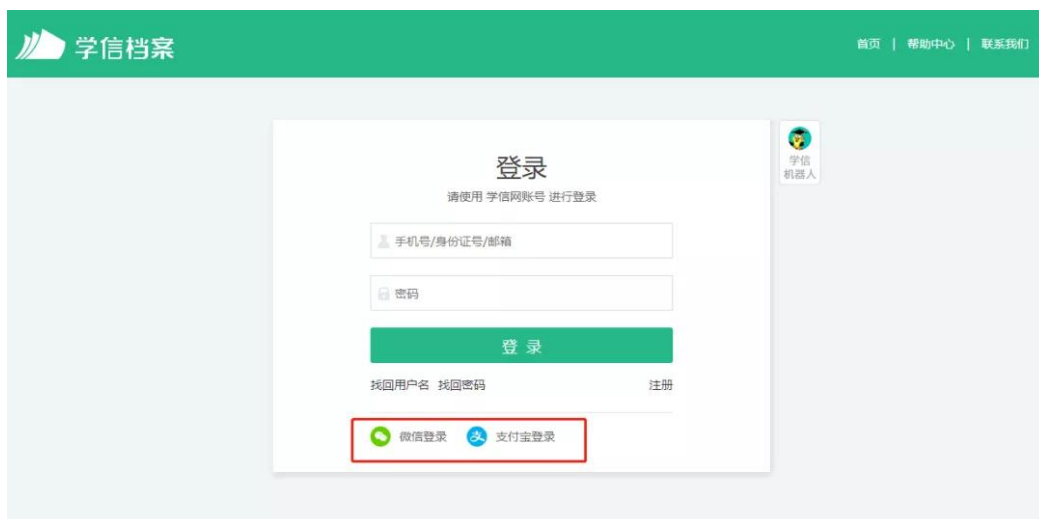 学信档案
首页 | 帮助中心 | 联系我们
学信
机器人
登录
请使用 学信网账号 进行登录
手机号/身份证号/邮箱
密码
登 录
找回用户名 找回密码 注册
微信登录 支付宝登录